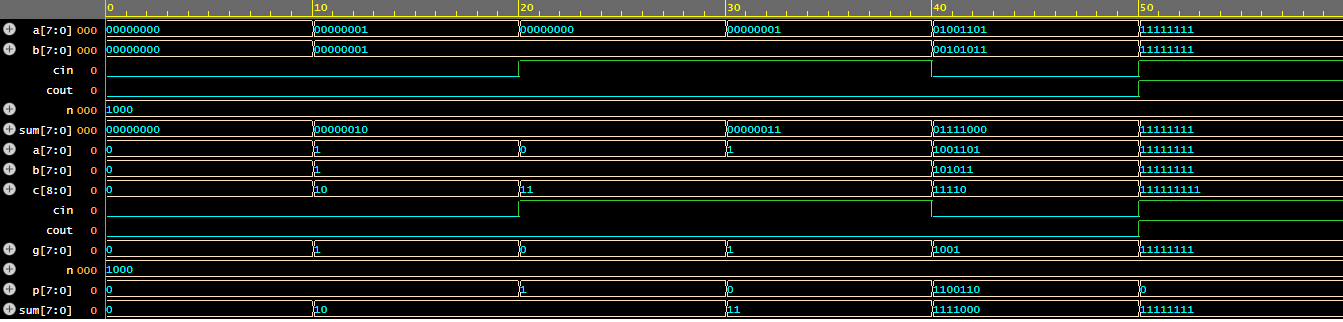 0 10 20 30 40 50
a[7:0] 000 00000000 00000001 00000000 00000001 01001101 11111111
b[7:0] 000 00000000 00000001 00101011 11111111
cin 0
cout 0
n 000 1000
sum[7:0] 000 00000000 00000010 00000011 01111000 11111111
a[7:0] 0 0 1 0 1 1001101 11111111
b[7:0] 0 0 1 101011 11111111
c[8:0] 0 0 10 11 11110 111111111
cin 0
cout 0
g[7:0] 0 0 1 0 1 1001 11111111
n 000 1000
p[7:0] 0 0 1 0 1100110 0
sum[7:0] 0 0 10 11 1111000 11111111